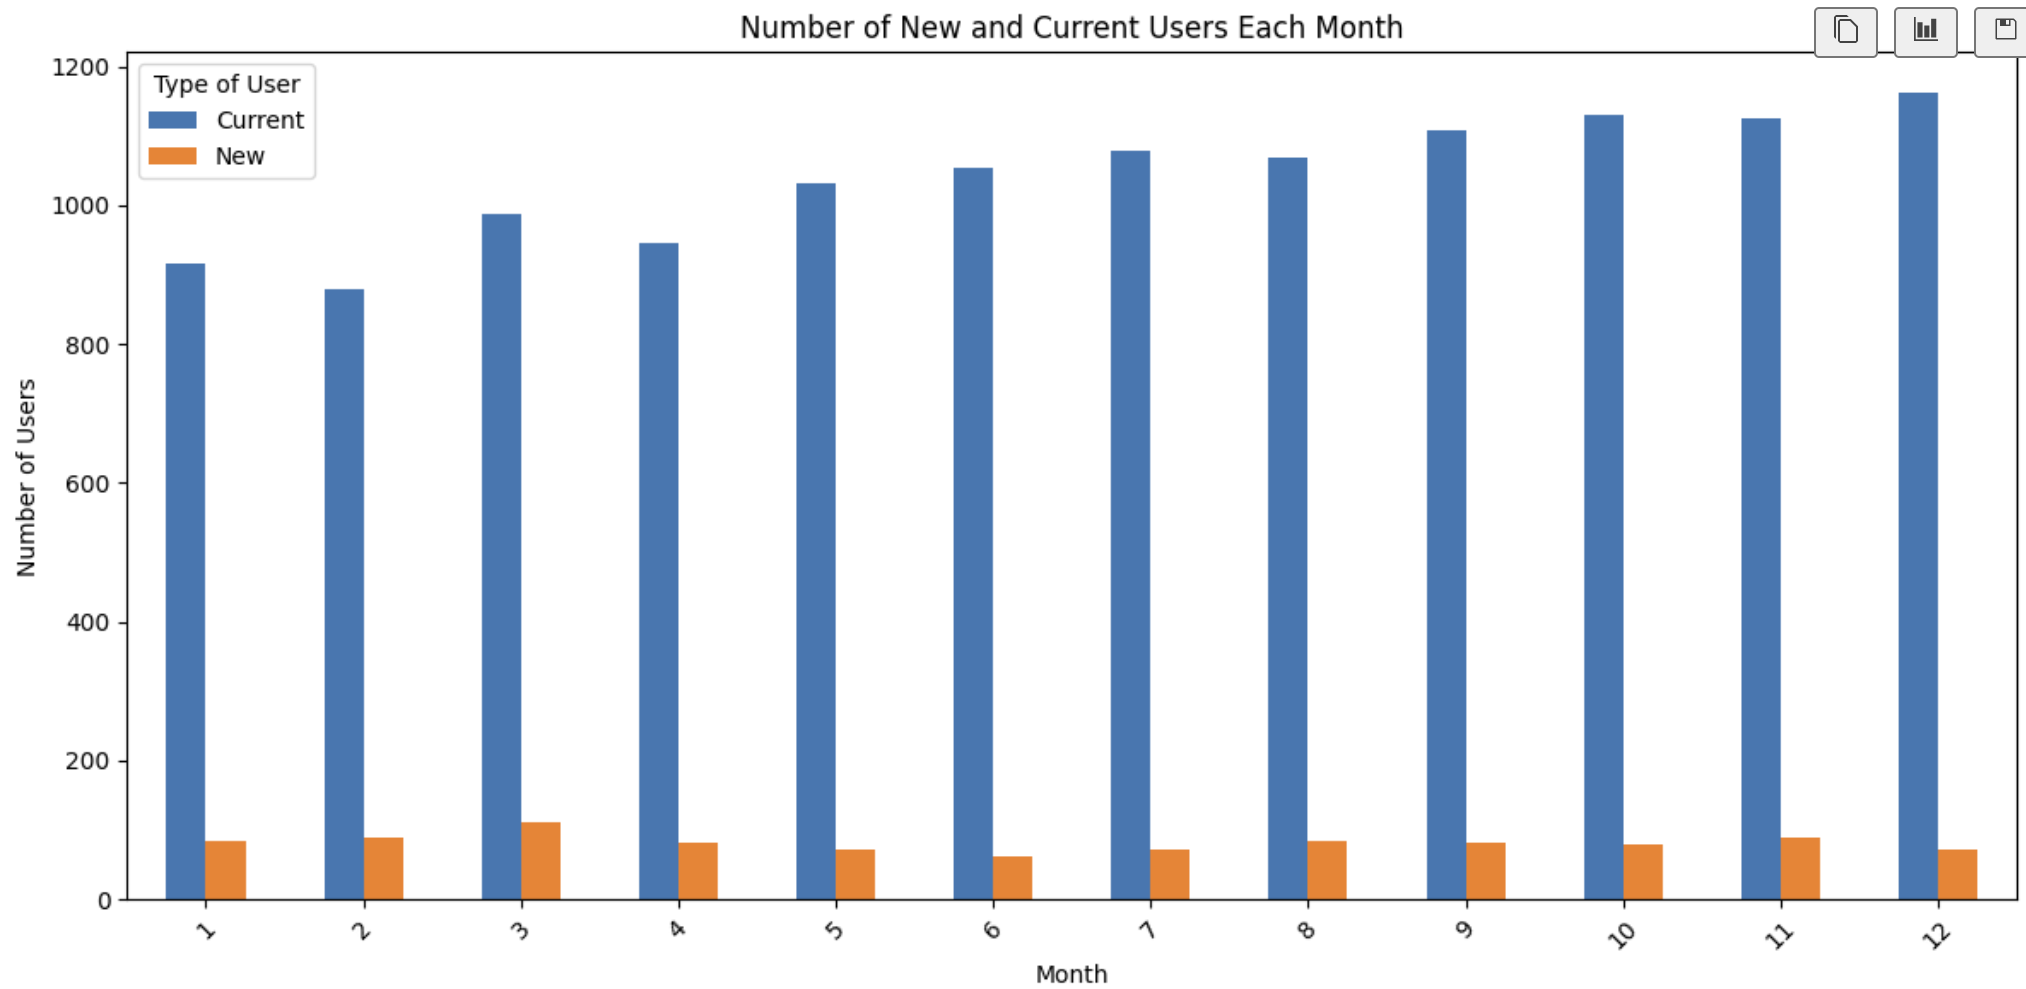 Number of New and Current Users Each Month
Type of User
Current
New
1200
1000
800
600
400
200
0
Number of Users
1 2 3 4 5 6 7 8 9 10 11 12
Month